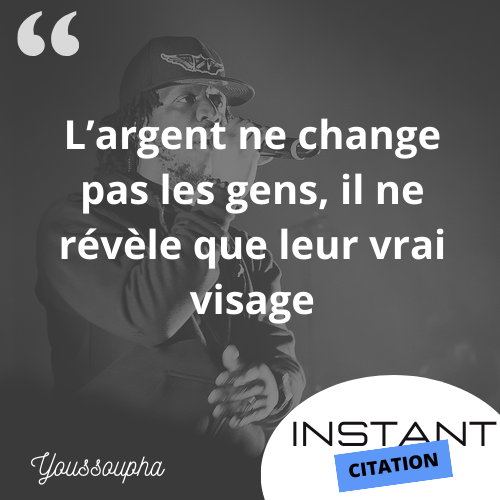 “
L’argent ne change
pas les gens, il ne
révèle que leur vrai
visage
Youssoupha
INSTANT
CITATION